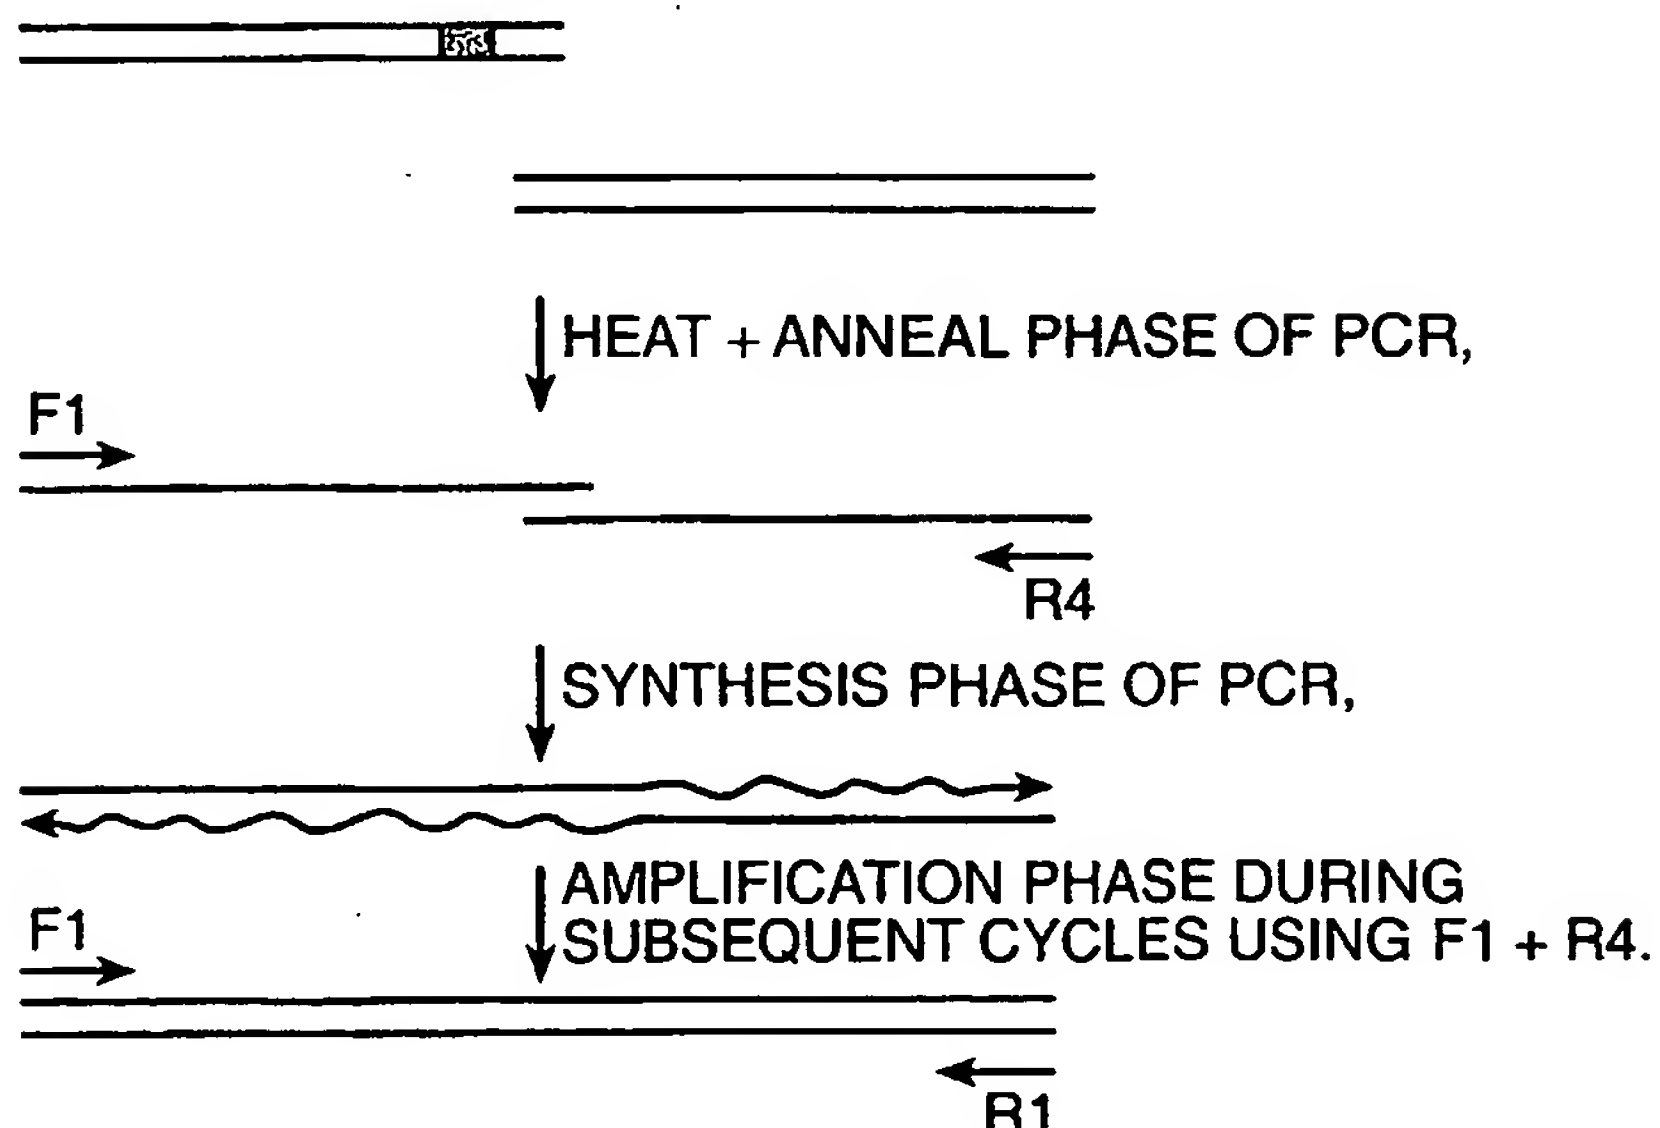 HEAT + ANNEAL PHASE OF PCR,
F1
R4
SYNTHESIS PHASE OF PCR,
AMPLIFICATION PHASE DURING
F1
SUBSEQUENT CYCLES USING F1 + R4.
R1